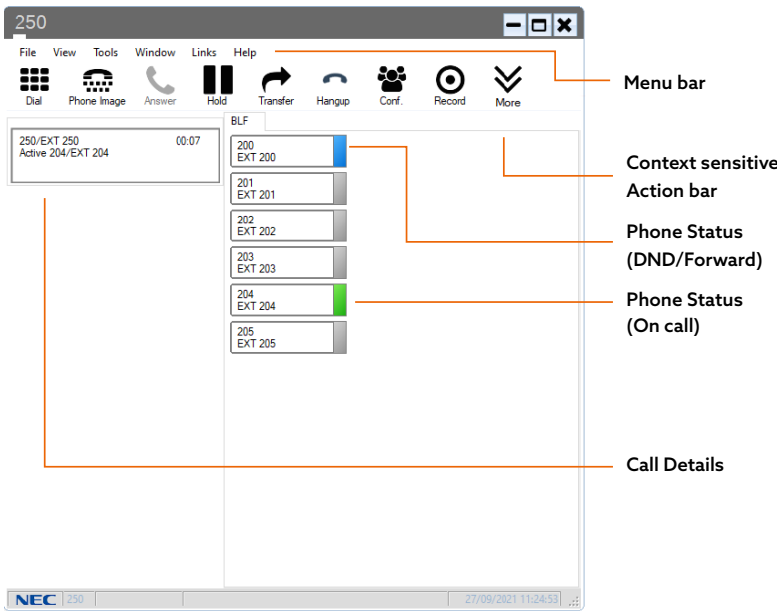 250
File View Tools Window Links Help
Dial Phone Image Answer Hold Transfer Hangup Conf. Record More
Menu bar
BLF
250/EXT 250 00:07
Active 204/EXT 204
200
EXT 200
201
EXT 201
202
EXT 202
203
EXT 203
204
EXT 204
205
EXT 205
Context sensitive
Action bar
Phone Status
(DND/Forward)
Phone Status
(On call)
Call Details
NEC 250 27/09/2021 11:24:53